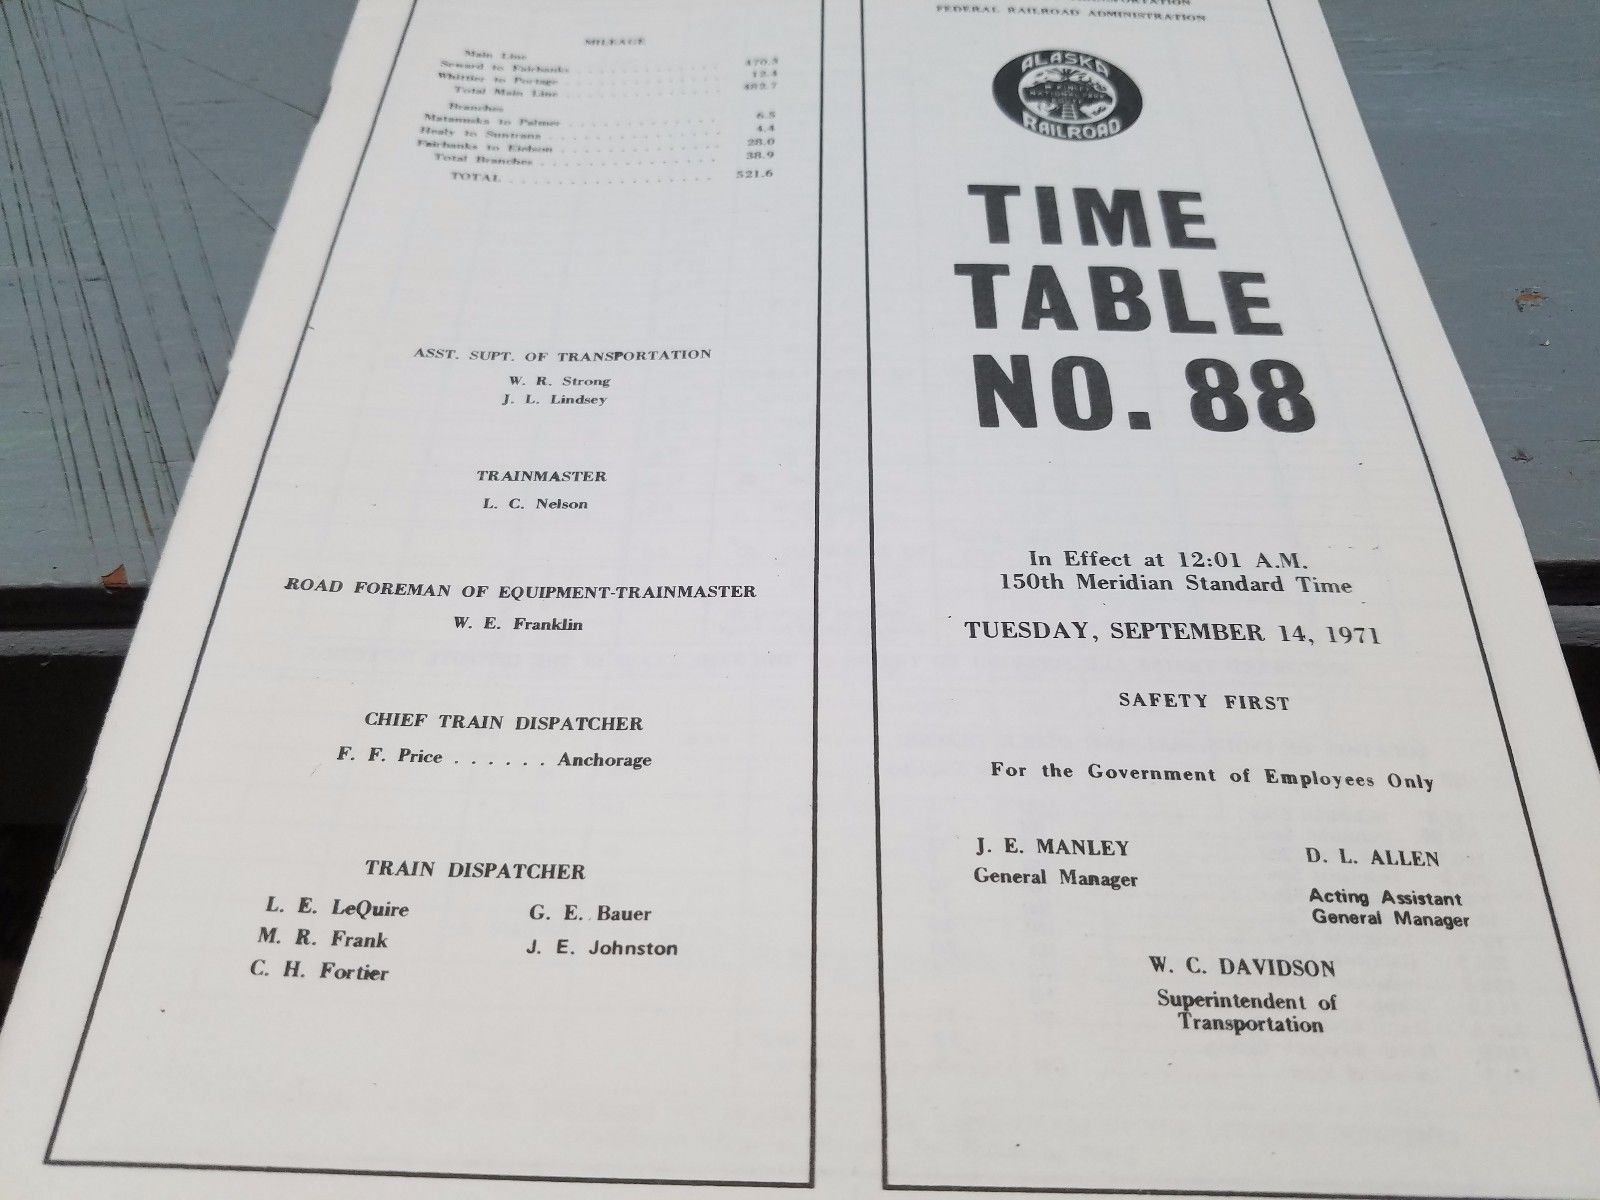 MILEAGE
Main Line
Seward to Fairbanks . . . . . . . . . . . . . . . . 470.3
Whittier to Portage . . . . . . . . . . . . . . . . 12.4
Total Main Line . . . . . . . . . . . . . . . . 482.7
Branches
Matanuska to Palmer . . . . . . . . . . . . . . . . 6.5
Healy to Suntrana . . . . . . . . . . . . . . . . 4.4
Fairbanks to Eielson . . . . . . . . . . . . . . . . 28.0
Total Branches . . . . . . . . . . . . . . . . 38.9
TOTAL . . . . . . . . . . . . . . . . 521.6
ASST. SUPT. OF TRANSPORTATION
W. R. Strong
J. L. Lindsey
TRAINMASTER
L. C. Nelson
ROAD FOREMAN OF EQUIPMENT-TRAINMASTER
W. E. Franklin
CHIEF TRAIN DISPATCHER
F. F. Price . . . . . . Anchorage
TRAIN DISPATCHER
L. E. LeQuire G. E. Bauer
M. R. Frank J. E. Johnston
C. H. Fortier
FEDERAL RAILROAD ADMINISTRATION
ALASKA
NATIONAL PARK
RAILROAD
TIME
TABLE
NO. 88
In Effect at 12:01 A.M.
150th Meridian Standard Time
TUESDAY, SEPTEMBER 14, 1971
SAFETY FIRST
For the Government of Employees Only
J. E. MANLEY
General Manager
D. L. ALLEN
Acting Assistant
General Manager
W. C. DAVIDSON
Superintendent of
Transportation